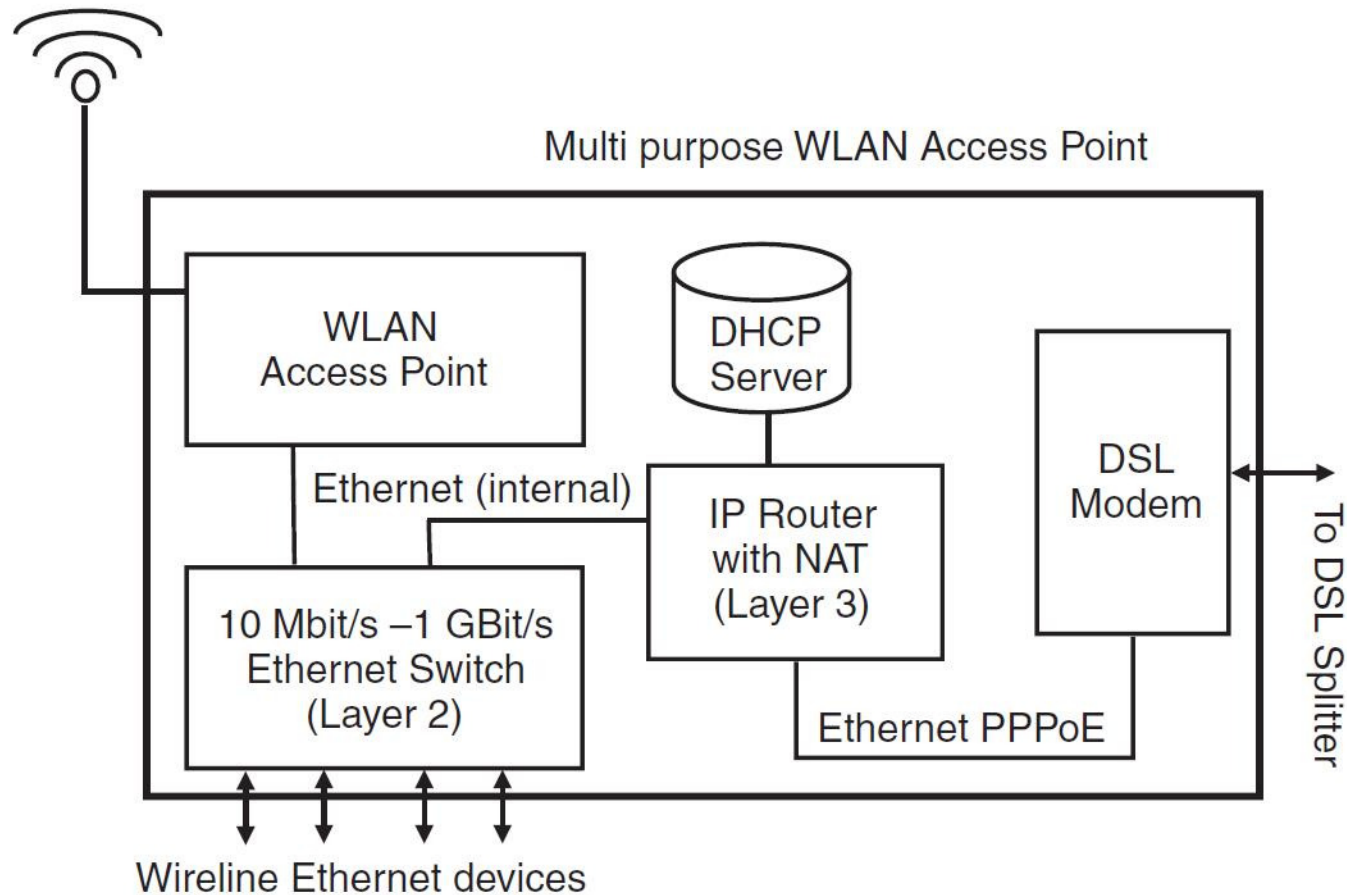 Multi purpose WLAN Access Point
WLAN
Access Point
DHCP
Server
DSL
Modem
Ethernet (internal)
IP Router
with NAT
(Layer 3)
10 Mbit/s –1 GBit/s
Ethernet Switch
(Layer 2)
Ethernet PPPoE
To DSL Splitter
Wireline Ethernet devices